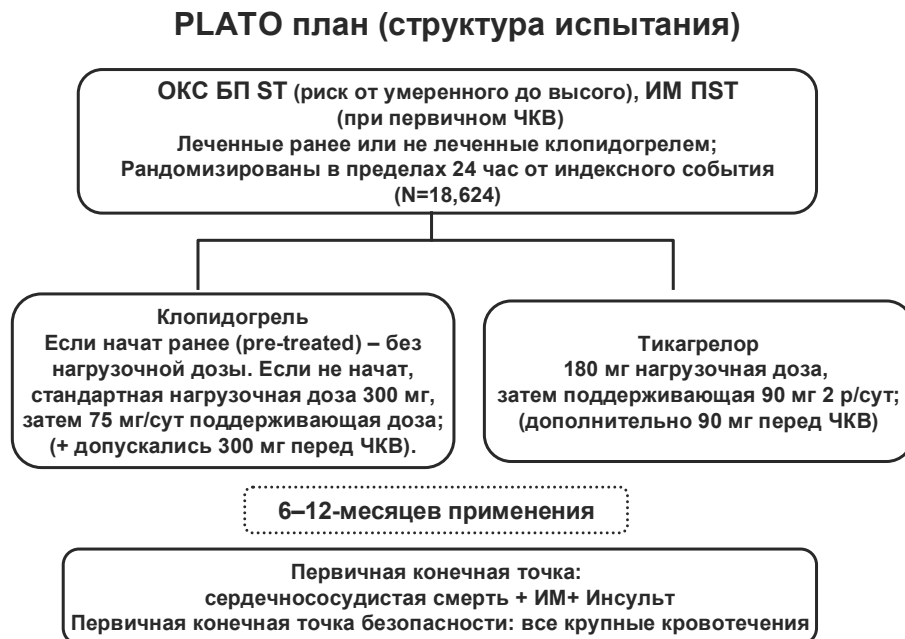 PLATO план (структура испытания)
ОКС БП ST (риск от умеренного до высого), ИМ ПST
(при первичном ЧКВ)
Леченные ранее или не леченные клопидогрелем;
Рандомизированы в пределах 24 час от индексного события
(N=18,624)
Клопидогрель
Если начат ранее (pre-treated) – без
нагрузочной дозы. Если не начат,
стандартная нагрузочная доза 300 мг,
затем 75 мг/сут поддерживающая доза;
(+ допускались 300 мг перед ЧКВ).
Тикагрелор
180 мг нагрузочная доза,
затем поддерживающая 90 мг 2 р/сут;
(дополнительно 90 мг перед ЧКВ)
6–12-месяцев применения
Первичная конечная точка:
сердечнососудистая смерть + ИМ+ Инсульт
Первичная конечная точка безопасности: все крупные кровотечения